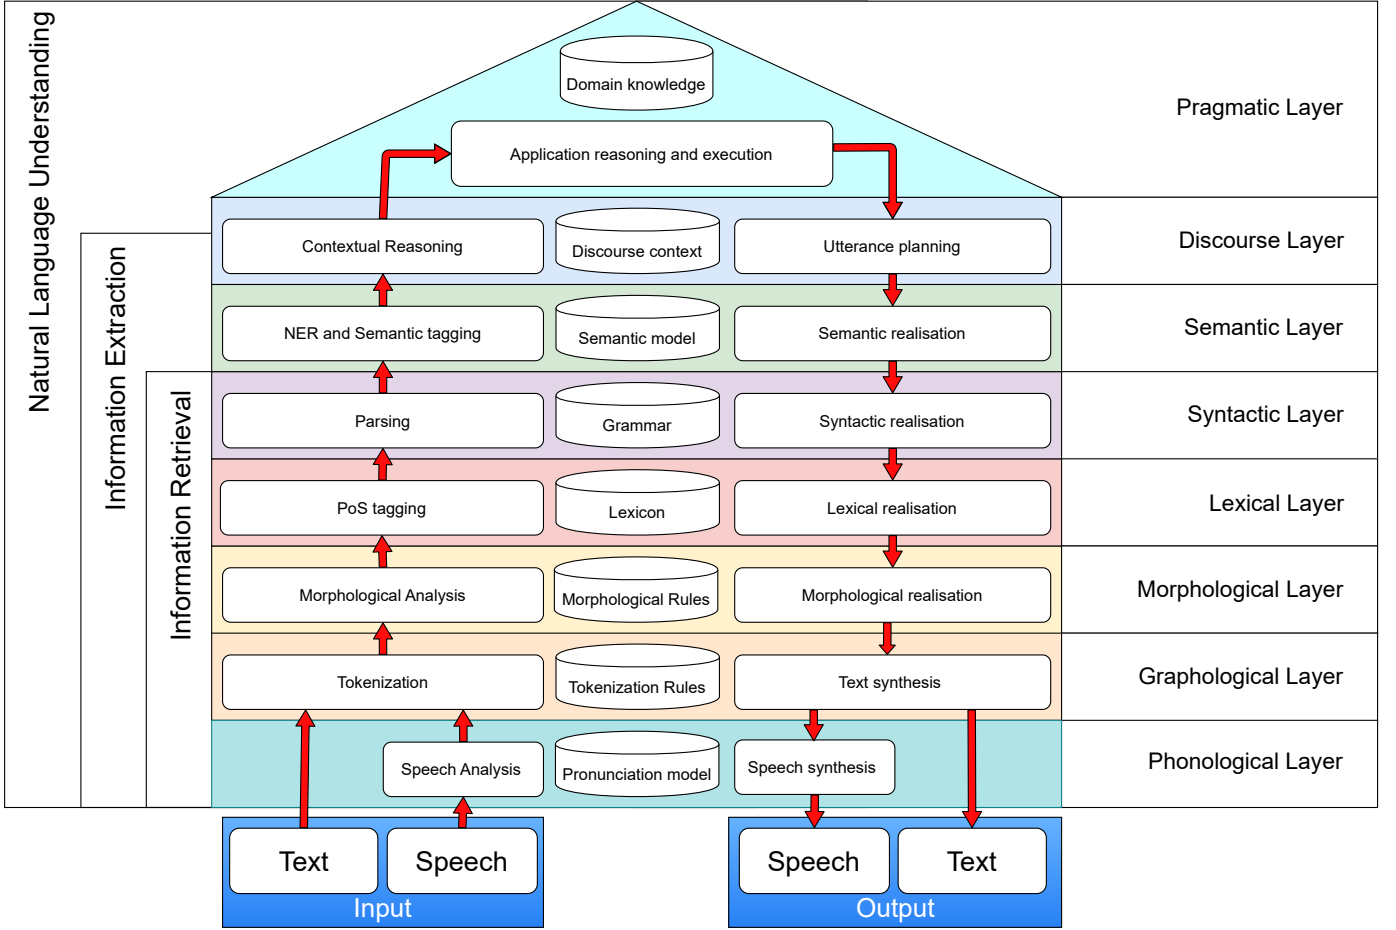 Natural Language Understanding
Information Extraction
Information Retrieval
Domain knowledge
Application reasoning and execution
Pragmatic Layer
Contextual Reasoning
Discourse context
Utterance planning
Discourse Layer
NER and Semantic tagging
Semantic model
Semantic realisation
Semantic Layer
Parsing
Grammar
Syntactic realisation
Syntactic Layer
PoS tagging
Lexicon
Lexical realisation
Lexical Layer
Morphological Analysis
Morphological Rules
Morphological realisation
Morphological Layer
Tokenization
Tokenization Rules
Text synthesis
Graphological Layer
Speech Analysis
Pronunciation model
Speech synthesis
Phonological Layer
Text
Speech
Input
Speech
Text
Output